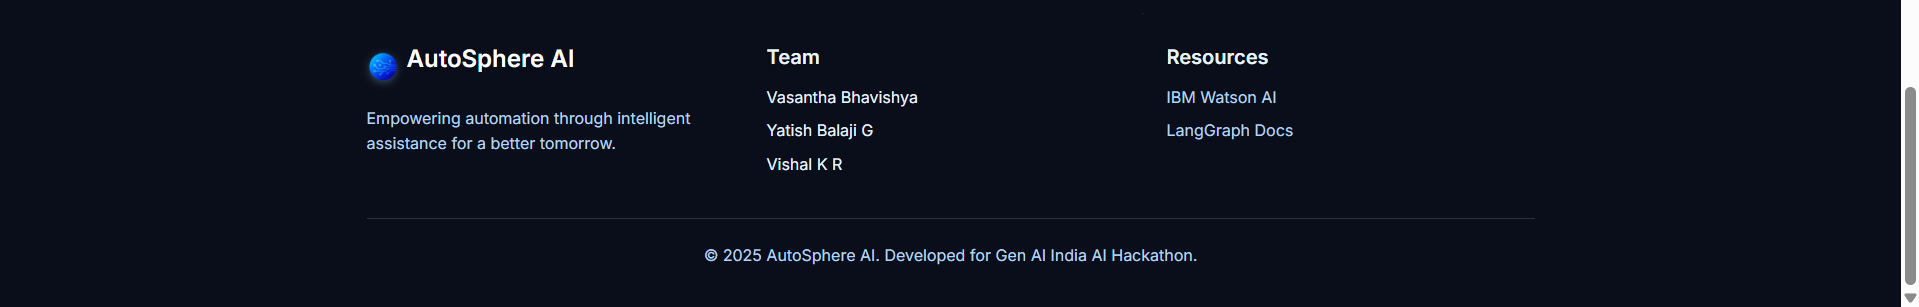 AutoSphere AI
Empowering automation through intelligent
assistance for a better tomorrow.
Team
Vasantha Bhavishya
Yatish Balaji G
Vishal K R
Resources
IBM Watson AI
LangGraph Docs
© 2025 AutoSphere AI. Developed for Gen AI India AI Hackathon.